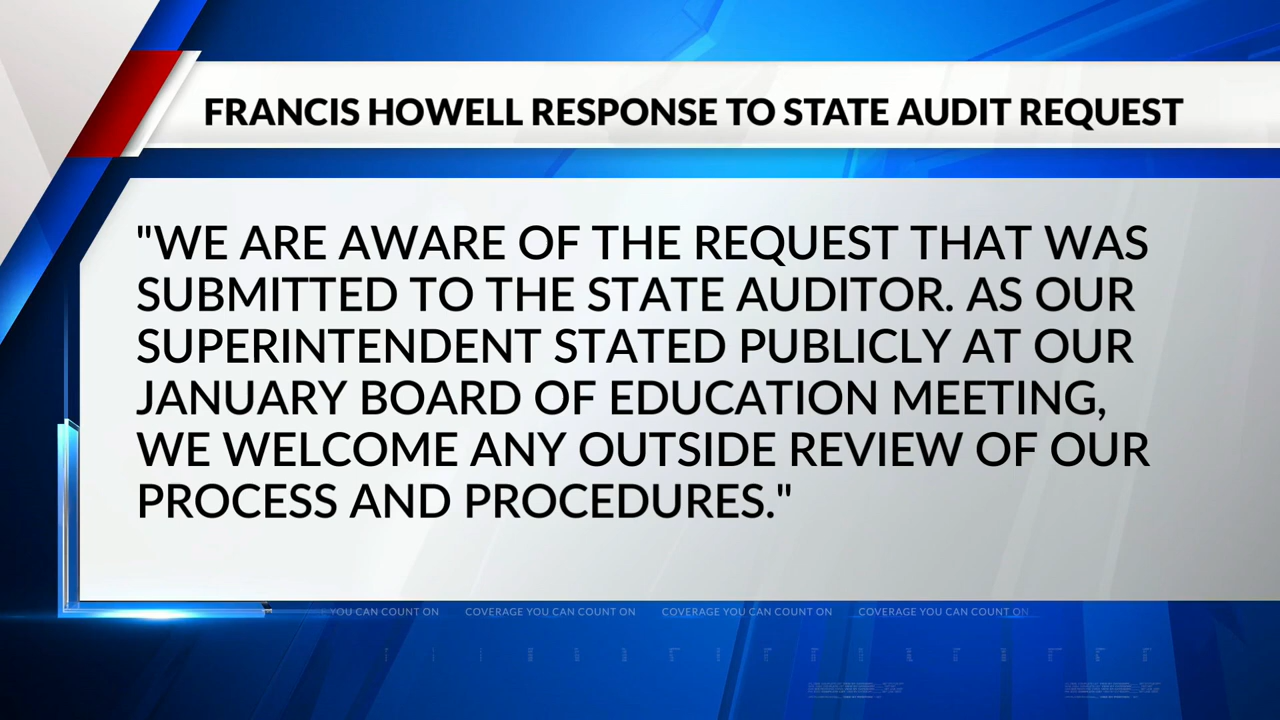 FRANCIS HOWELL RESPONSE TO STATE AUDIT REQUEST
"WE ARE AWARE OF THE REQUEST THAT WAS
SUBMITTED TO THE STATE AUDITOR. AS OUR
SUPERINTENDENT STATED PUBLICLY AT OUR
JANUARY BOARD OF EDUCATION MEETING,
WE WELCOME ANY OUTSIDE REVIEW OF OUR
PROCESS AND PROCEDURES."
YOU CAN COUNT ON COVERAGE YOU CAN COUNT ON COVERAGE YOU CAN COUNT ON COVERAGE YOU CAN COUNT ON